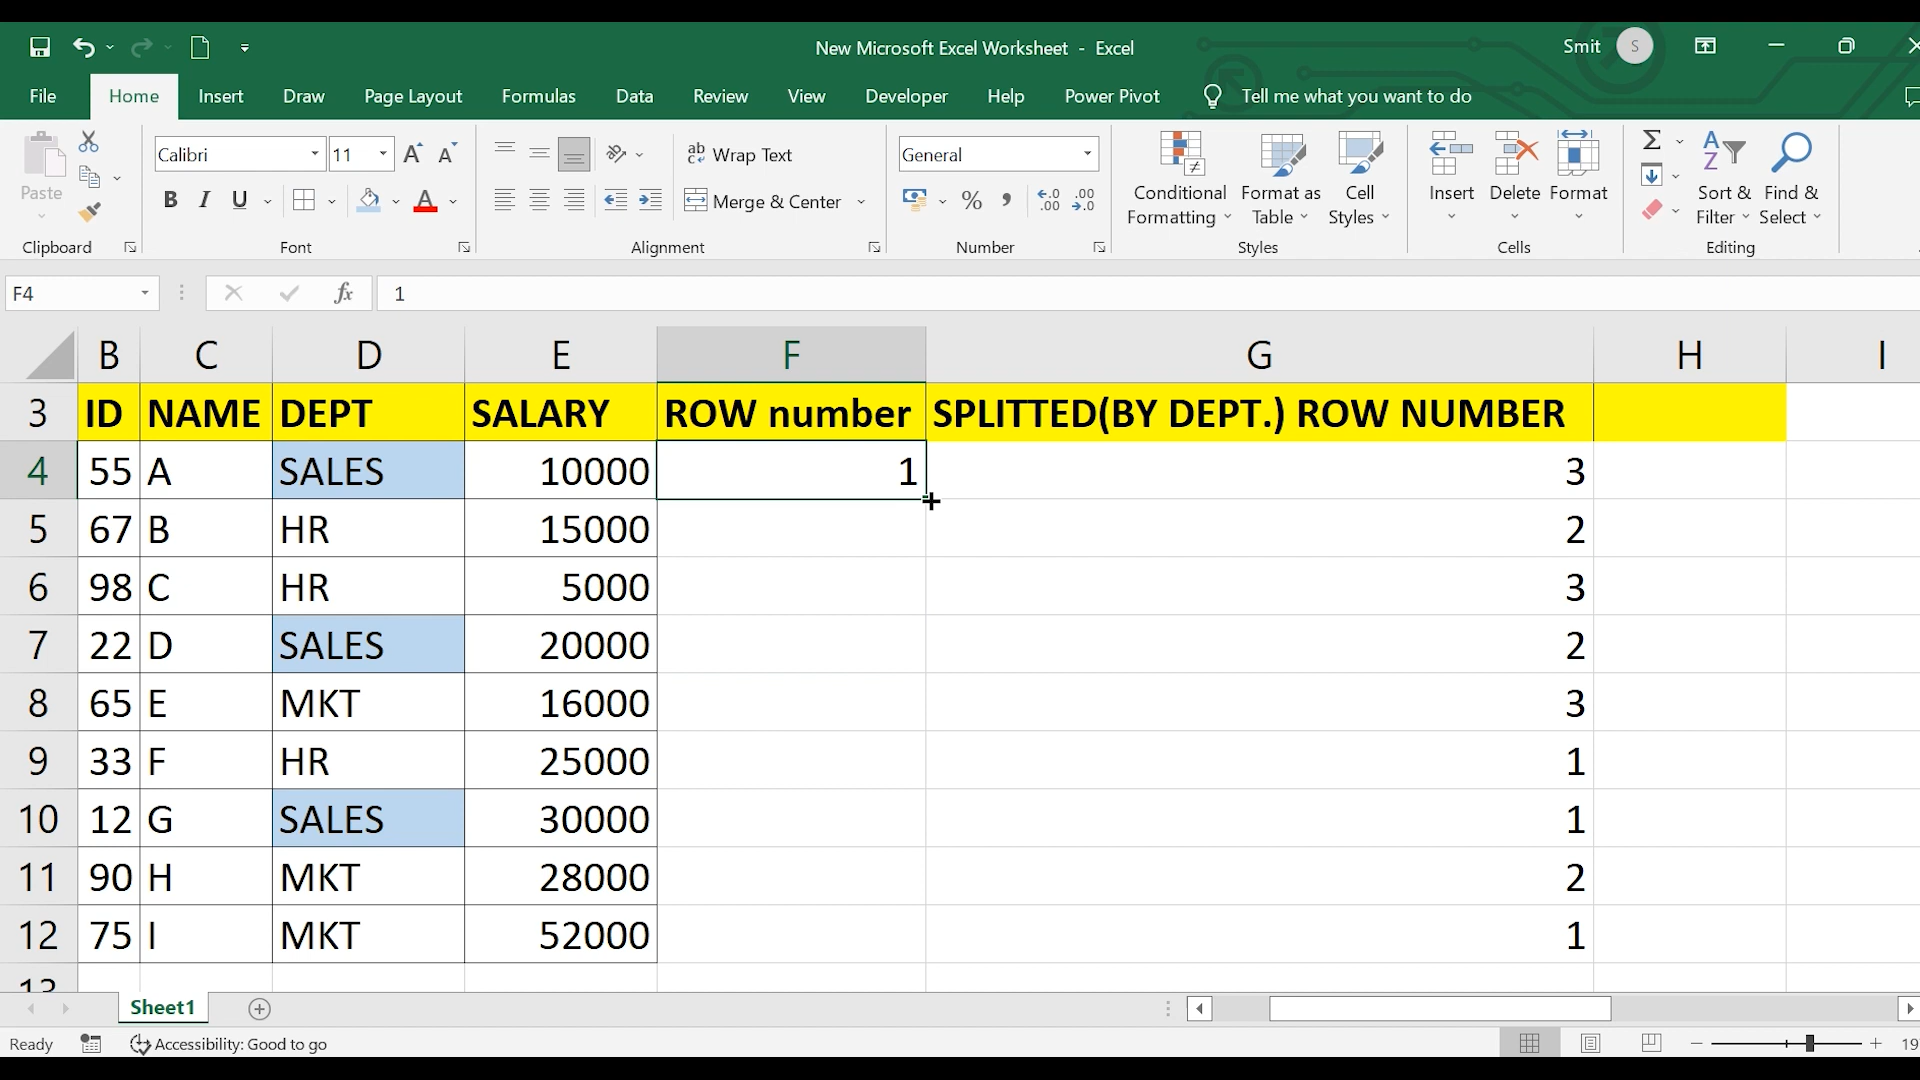 New Microsoft Excel Worksheet - Excel
Smit S
File Home Insert Draw Page Layout Formulas Data Review View Developer Help Power Pivot Tell me what you want to do
Paste
Clipboard
Calibri 11
B I U A
Font
ab Wrap Text
Merge & Center
Alignment
General
% , .00 .00
Number
Conditional Formatting
Format as Table
Cell Styles
Styles
Insert Delete Format
Cells
Sort & Filter
Find & Select
Editing
F4 fx 1
B C D E F G H I
3 ID NAME DEPT SALARY ROW number SPLITTED(BY DEPT.) ROW NUMBER
4 55 A SALES 10000 1 3
5 67 B HR 15000 2
6 98 C HR 5000 3
7 22 D SALES 20000 2
8 65 E MKT 16000 3
9 33 F HR 25000 1
10 12 G SALES 30000 1
11 90 H MKT 28000 2
12 75 I MKT 52000 1
13
Sheet1
Ready Accessibility: Good to go 19